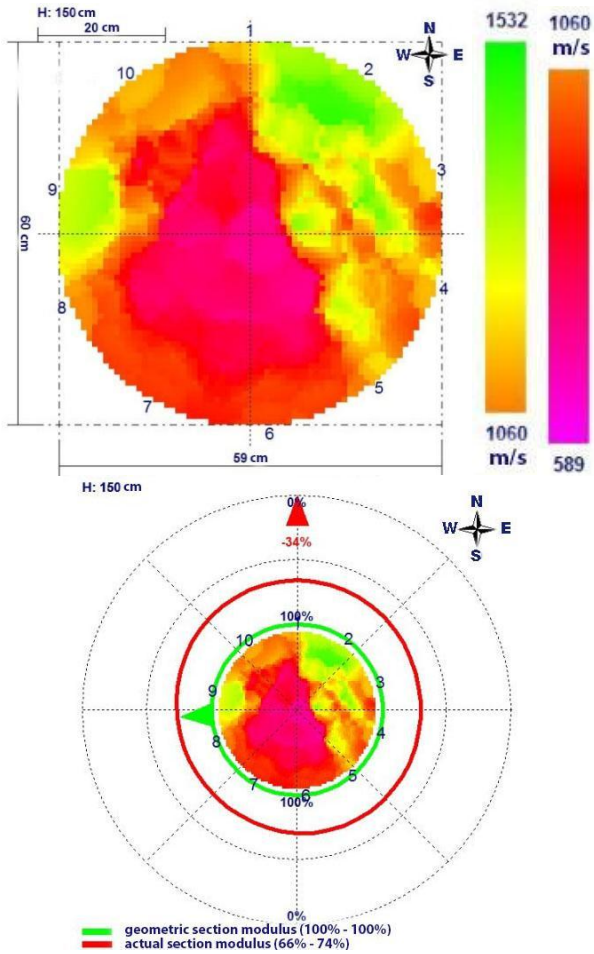 H: 150 cm
20 cm
1532
1060
m/s
N
W E
S
1
2
3
4
5
6
7
8
9
10
60 cm
59 cm
1060
m/s
589
H: 150 cm
N
W E
S
0%
-34%
100%
1
2
3
4
5
6
7
8
9
10
100%
0%
geometric section modulus (100% - 100%)
actual section modulus (66% - 74%)